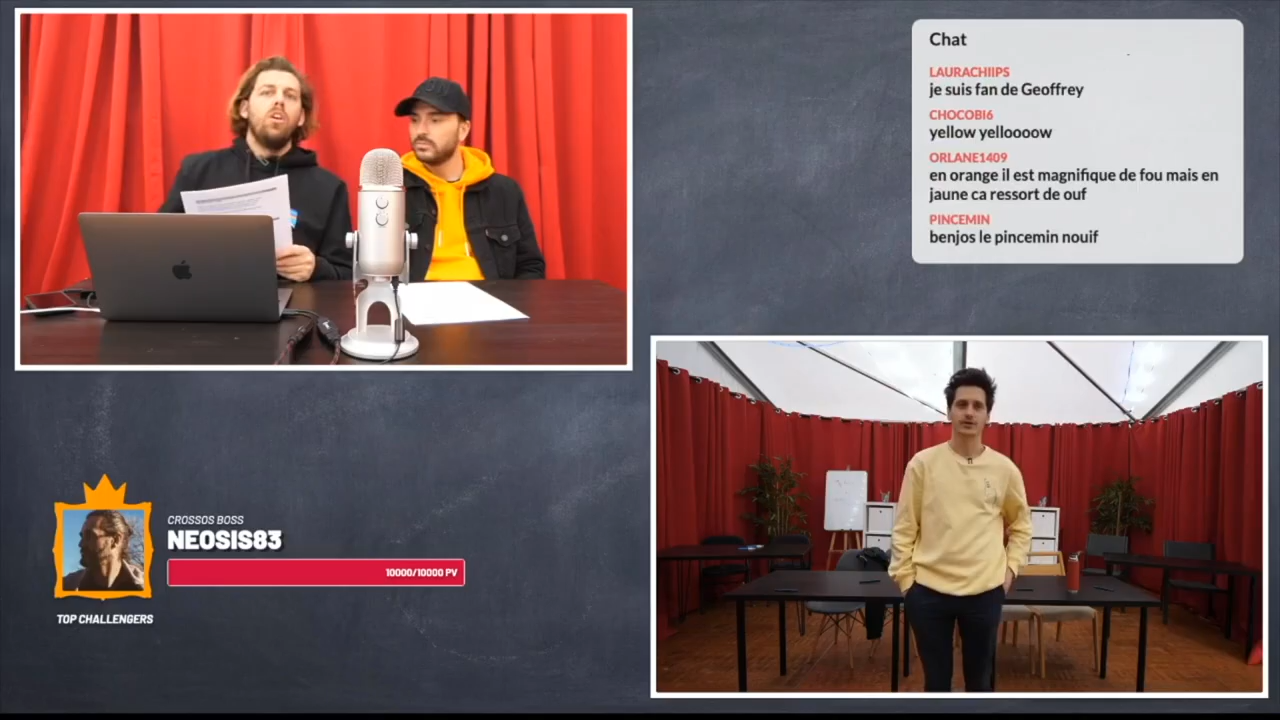 Chat
LAURACHIIPS
je suis fan de Geoffrey
CHOCOBI6
yellow yelloooow
ORLANE1409
en orange il est magnifique de fou mais en
jaune ca ressort de ouf
PINCEMIN
benjos le pincemin nouif
CROSSOS BOSS
NEOSIS83
10000/10000 PV
TOP CHALLENGERS